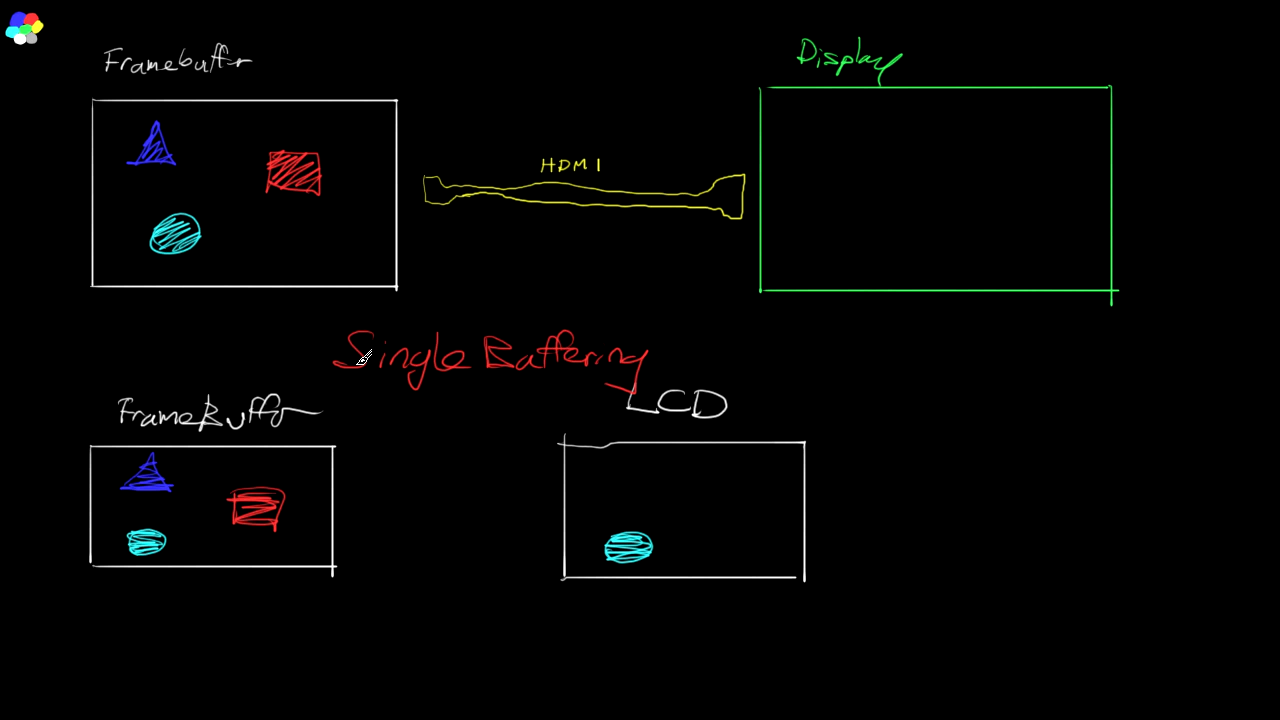 Framebuffer
Display
HDMI
Single Buffering
FrameBuffer
LCD